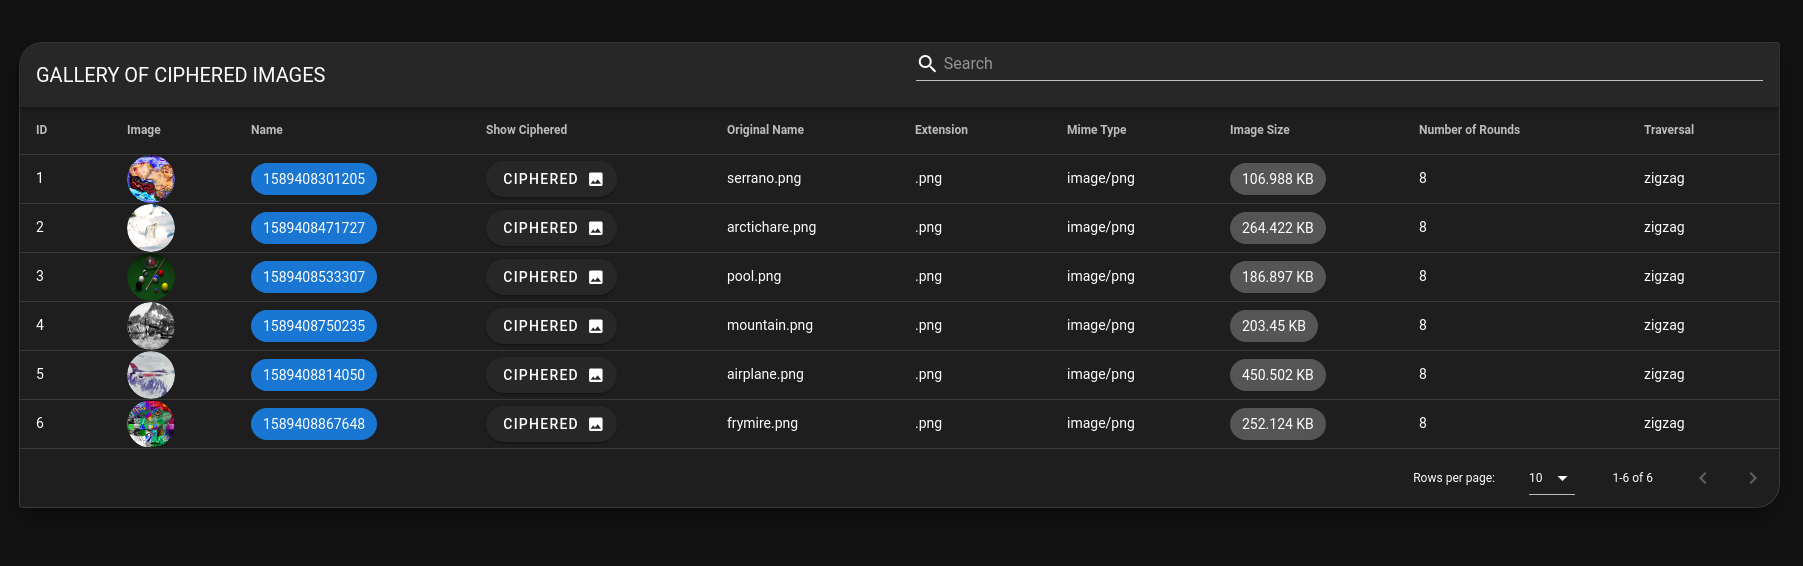 GALLERY OF CIPHERED IMAGES
Search
ID Image Name Show Ciphered Original Name Extension Mime Type Image Size Number of Rounds Traversal
1 1589408301205 CIPHERED serrano.png .png image/png 106.988 KB 8 zigzag
2 1589408471727 CIPHERED arctichare.png .png image/png 264.422 KB 8 zigzag
3 1589408533307 CIPHERED pool.png .png image/png 186.897 KB 8 zigzag
4 1589408750235 CIPHERED mountain.png .png image/png 203.45 KB 8 zigzag
5 1589408814050 CIPHERED airplane.png .png image/png 450.502 KB 8 zigzag
6 1589408867648 CIPHERED frymire.png .png image/png 252.124 KB 8 zigzag
Rows per page: 10 1-6 of 6